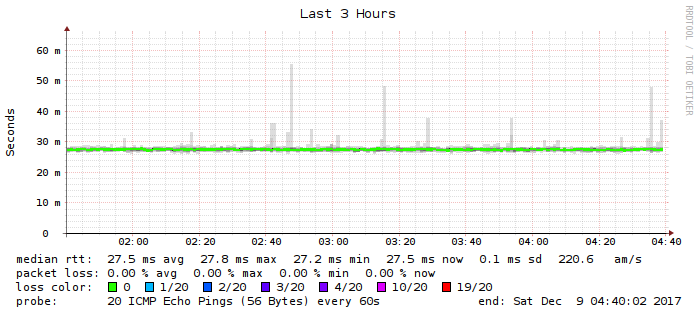 Last 3 Hours
RRDTOOL / TOBI OETIKER
Seconds
60 m
50 m
40 m
30 m
20 m
10 m
0
02:00 02:20 02:40 03:00 03:20 03:40 04:00 04:20 04:40
median rtt: 27.5 ms avg 27.8 ms max 27.2 ms min 27.5 ms now 0.1 ms sd 220.6 am/s
packet loss: 0.00 % avg 0.00 % max 0.00 % min 0.00 % now
loss color: 0 1/20 2/20 3/20 4/20 10/20 19/20
probe: 20 ICMP Echo Pings (56 Bytes) every 60s end: Sat Dec 9 04:40:02 2017